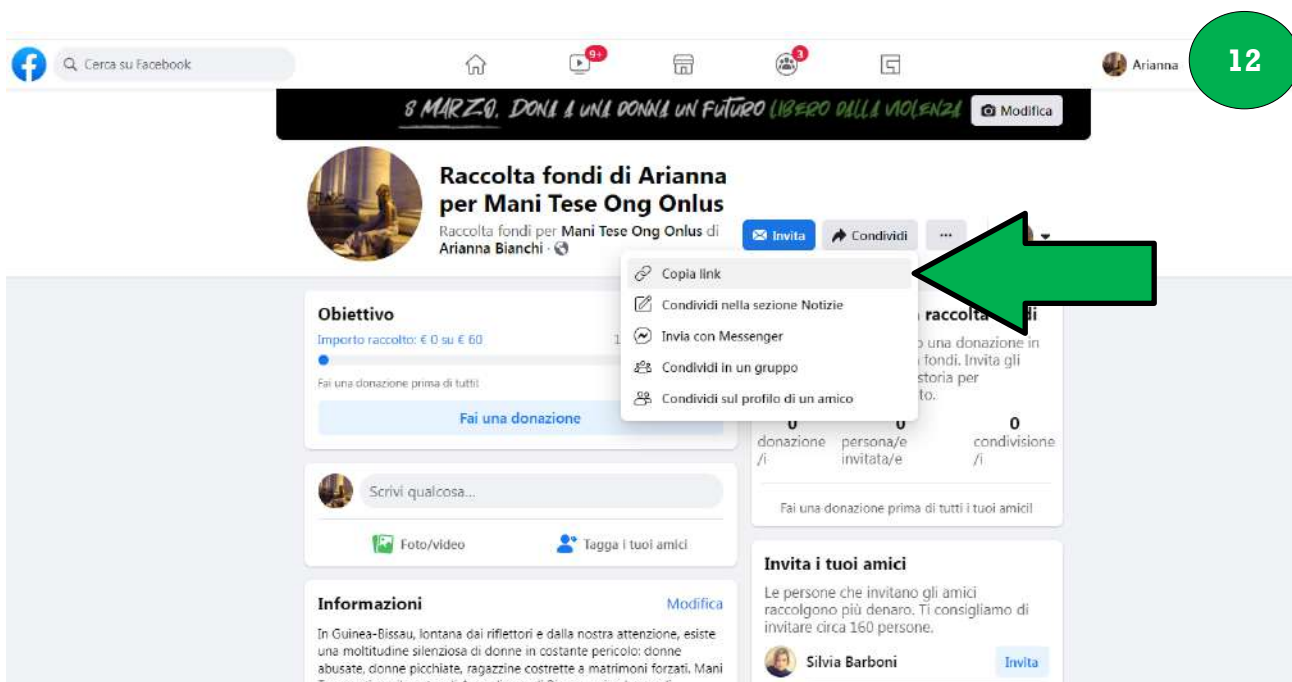 Cerca su Facebook
9+
3
Arianna
12
8 MARZO, DONA A UNA DONNA UN FUTURO LIBERO DALLA VIOLENZA
Modifica
Raccolta fondi di Arianna
per Mani Tese Ong Onlus
Raccolta fondi per Mani Tese Ong Onlus di
Arianna Bianchi ·
Invita
Condividi
...
Copia link
Condividi nella sezione Notizie
Invia con Messenger
Condividi in un gruppo
Condividi sul profilo di un amico
Obiettivo
Importo raccolto: € 0 su € 60
Fai una donazione prima di tutti!
Fai una donazione
Scrivi qualcosa...
Foto/video
Tagga i tuoi amici
Informazioni
Modifica
In Guinea-Bissau, lontana dai riflettori e dalla nostra attenzione, esiste
una moltitudine silenziosa di donne in costante pericolo: donne
abusate, donne picchiate, ragazzine costrette a matrimoni forzati. Mani
raccolta
una donazione in
fondi. Invita gli
storia per
0
donazione
/i
0
persona/e
invitata/e
0
condivisione
/i
Fai una donazione prima di tutti i tuoi amici!
Invita i tuoi amici
Le persone che invitano gli amici
raccolgono più denaro. Ti consigliamo di
invitare circa 160 persone.
Silvia Barboni
Invita